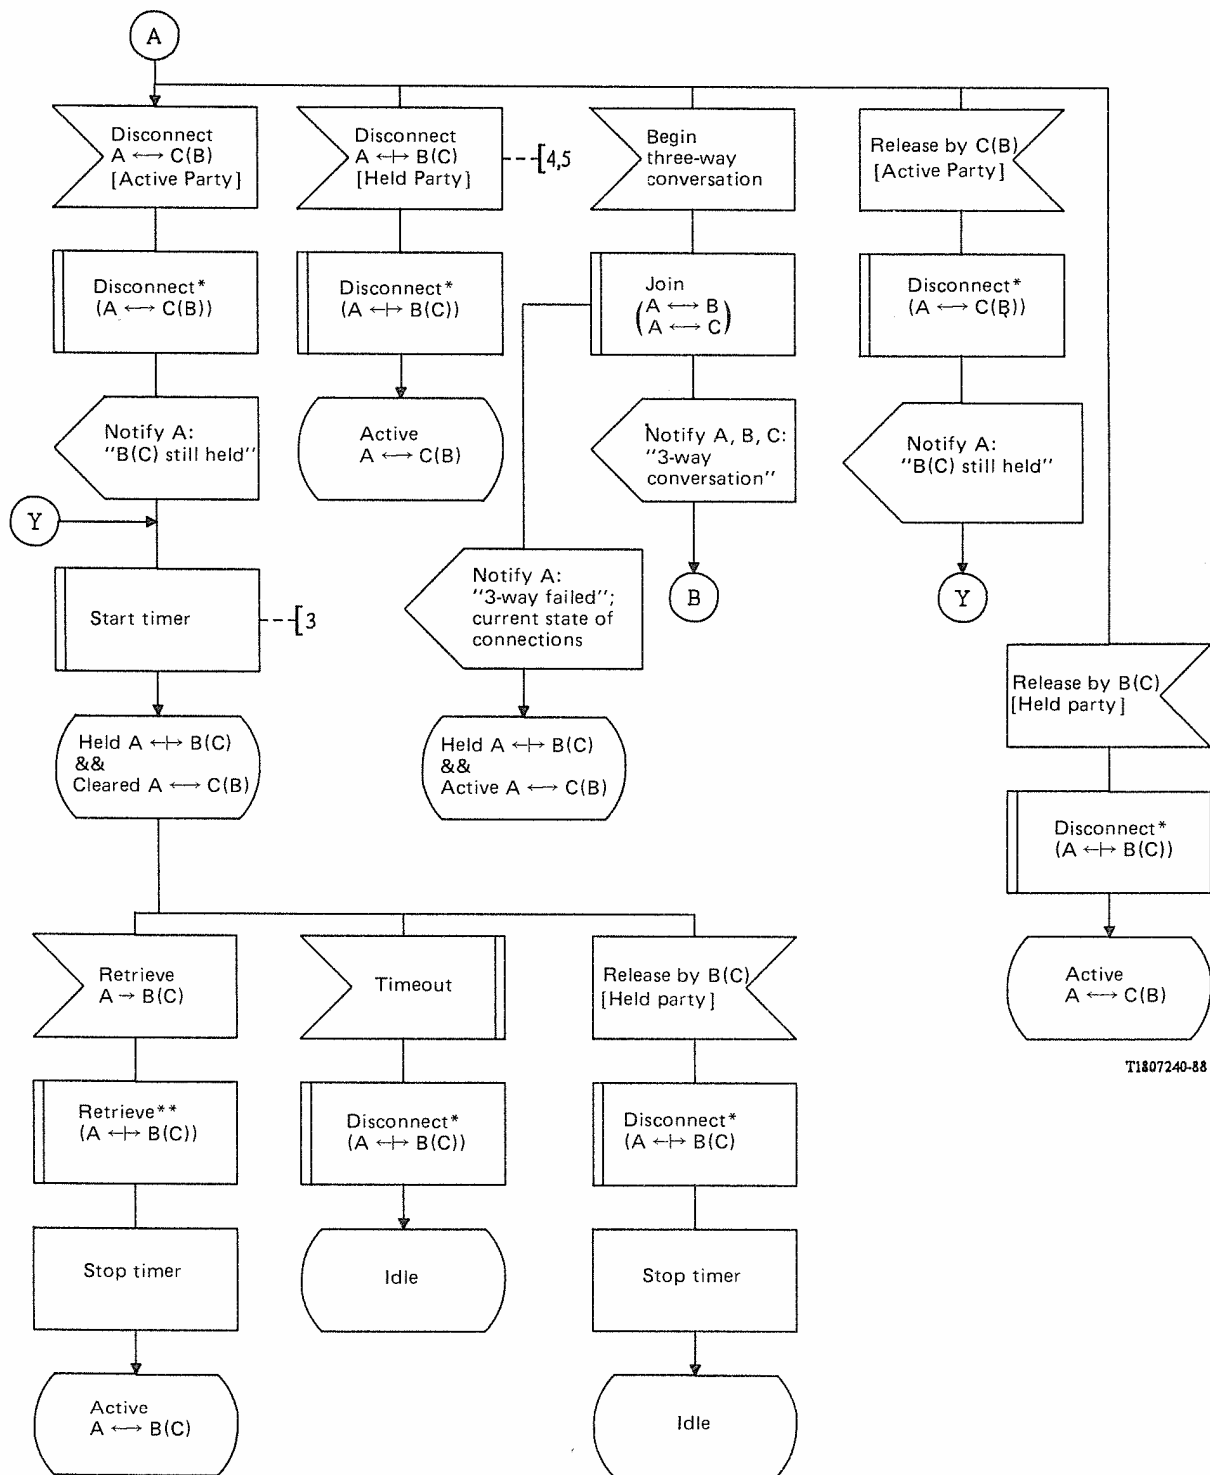 A
Disconnect
A ⟷ C(B)
[Active Party]
Disconnect
A ↔ B(C)
[Held Party]
[4,5
Begin
three-way
conversation
Release by C(B)
[Active Party]
Disconnect*
(A ⟷ C(B))
Disconnect*
(A ↔ B(C))
Join
(A ⟷ B
A ⟷ C)
Disconnect*
(A ⟷ C(B))
Notify A:
"B(C) still held"
Active
A ⟷ C(B)
Notify A, B, C:
"3-way
conversation"
Notify A:
"B(C) still held"
Y
Start timer
[3
Notify A:
"3-way failed";
current state of
connections
B
Y
Release by B(C)
[Held party]
Held A ↔ B(C)
&&
Cleared A ⟷ C(B)
Held A ↔ B(C)
&&
Active A ⟷ C(B)
Disconnect*
(A ↔ B(C))
Retrieve
A → B(C)
Timeout
Release by B(C)
[Held party]
Active
A ⟷ C(B)
T1807240-88
Retrieve**
(A ↔ B(C))
Disconnect*
(A ↔ B(C))
Disconnect*
(A ↔ B(C)
Stop timer
Idle
Stop timer
Active
A ⟷ B(C)
Idle